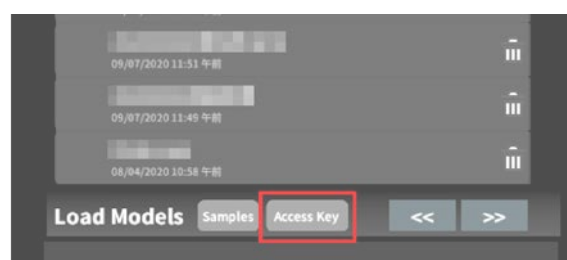 09/07/2020 11:51 午前
09/07/2020 11:49 午前
08/04/2020 10:58 午前
Load Models Samples Access Key << >>